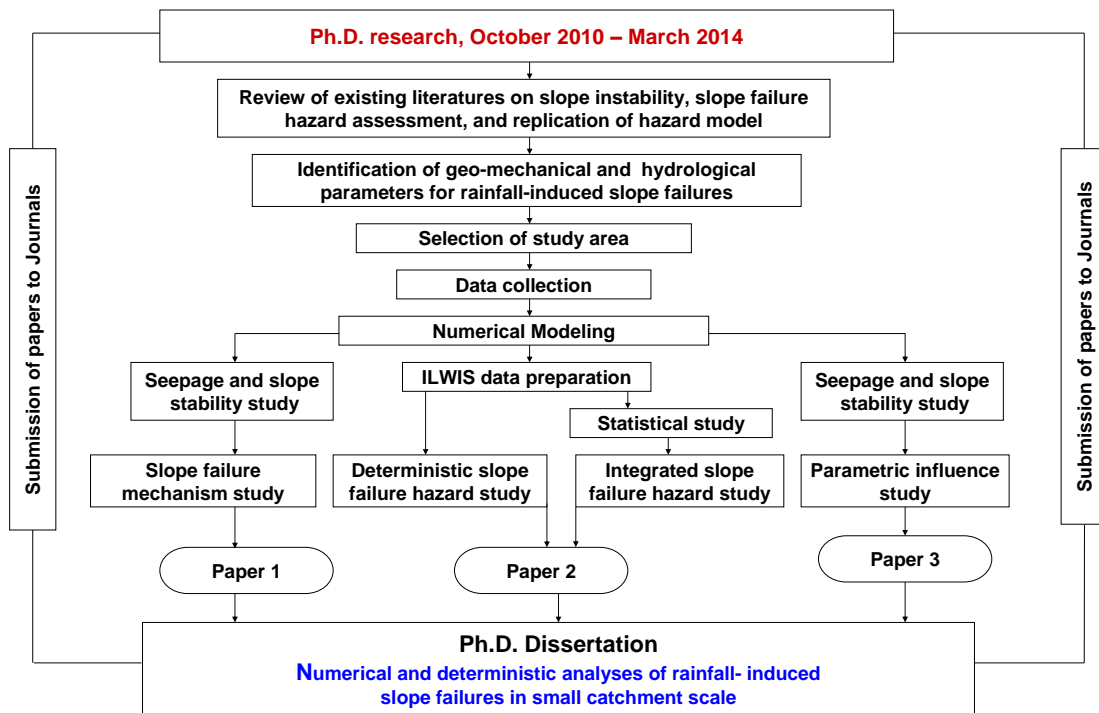 Ph.D. research, October 2010 – March 2014
Review of existing literatures on slope instability, slope failure
hazard assessment, and replication of hazard model
Identification of geo-mechanical and hydrological
parameters for rainfall-induced slope failures
Selection of study area
Data collection
Numerical Modeling
Seepage and slope
stability study
ILWIS data preparation
Seepage and slope
stability study
Statistical study
Slope failure
mechanism study
Deterministic slope
failure hazard study
Integrated slope
failure hazard study
Parametric influence
study
Paper 1
Paper 2
Paper 3
Ph.D. Dissertation
Numerical and deterministic analyses of rainfall- induced
slope failures in small catchment scale
Submission of papers to Journals
Submission of papers to Journals